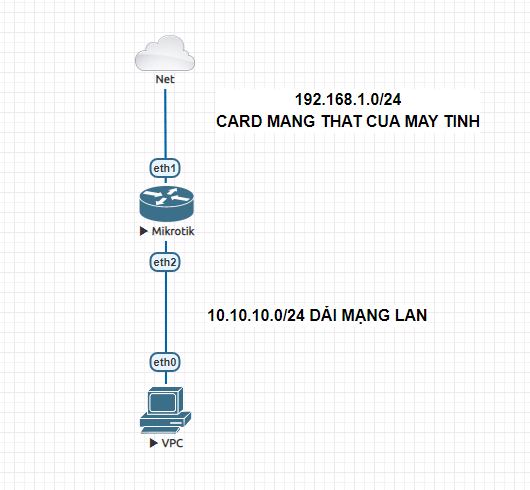 Net
192.168.1.0/24
CARD MANG THAT CUA MAY TINH
eth1
Mikrotik
eth2
10.10.10.0/24 DẢI MẠNG LAN
eth0
VPC